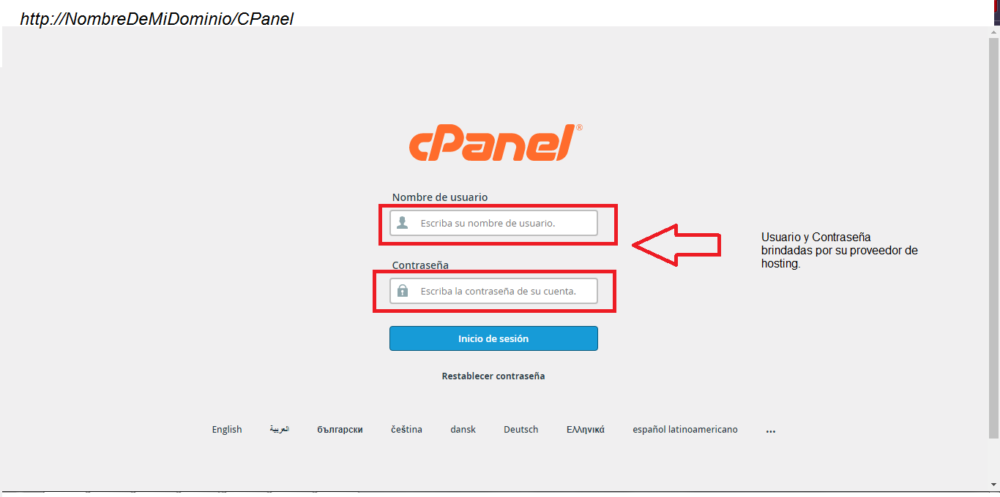 http://NombreDeMiDominio/CPanel
cPanel®
Nombre de usuario
Escriba su nombre de usuario.
Usuario y Contraseña
brindadas por su proveedor de
hosting.
Contraseña
Escriba la contraseña de su cuenta.
Inicio de sesión
Restablecer contraseña
English العربية български čeština dansk Deutsch Ελληνικά español latinoamericano ...